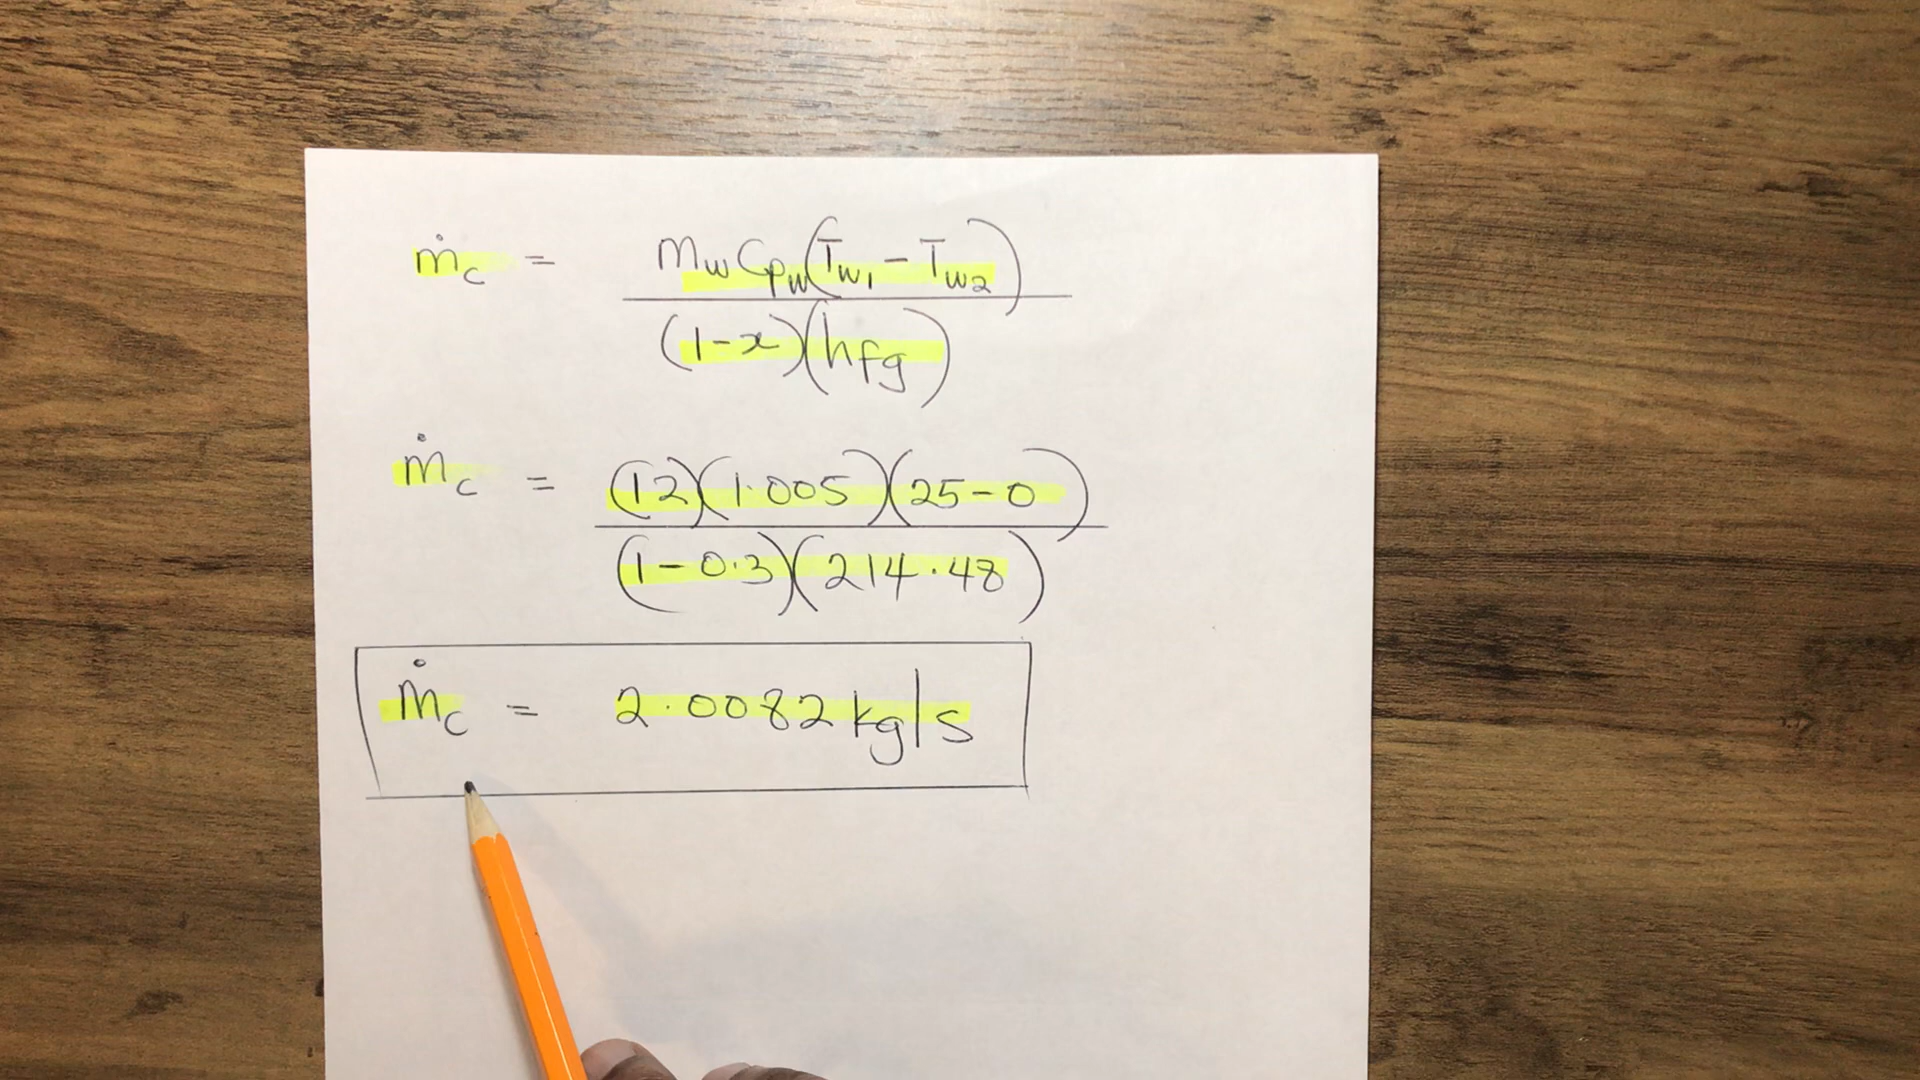 ṁc = mw Cpw(Tw1 - Tw2)
(1-x)(hfg)
ṁc = (12)(1.005)(25-0)
(1-0.3)(214.48)
ṁc = 2.0082 kg/s